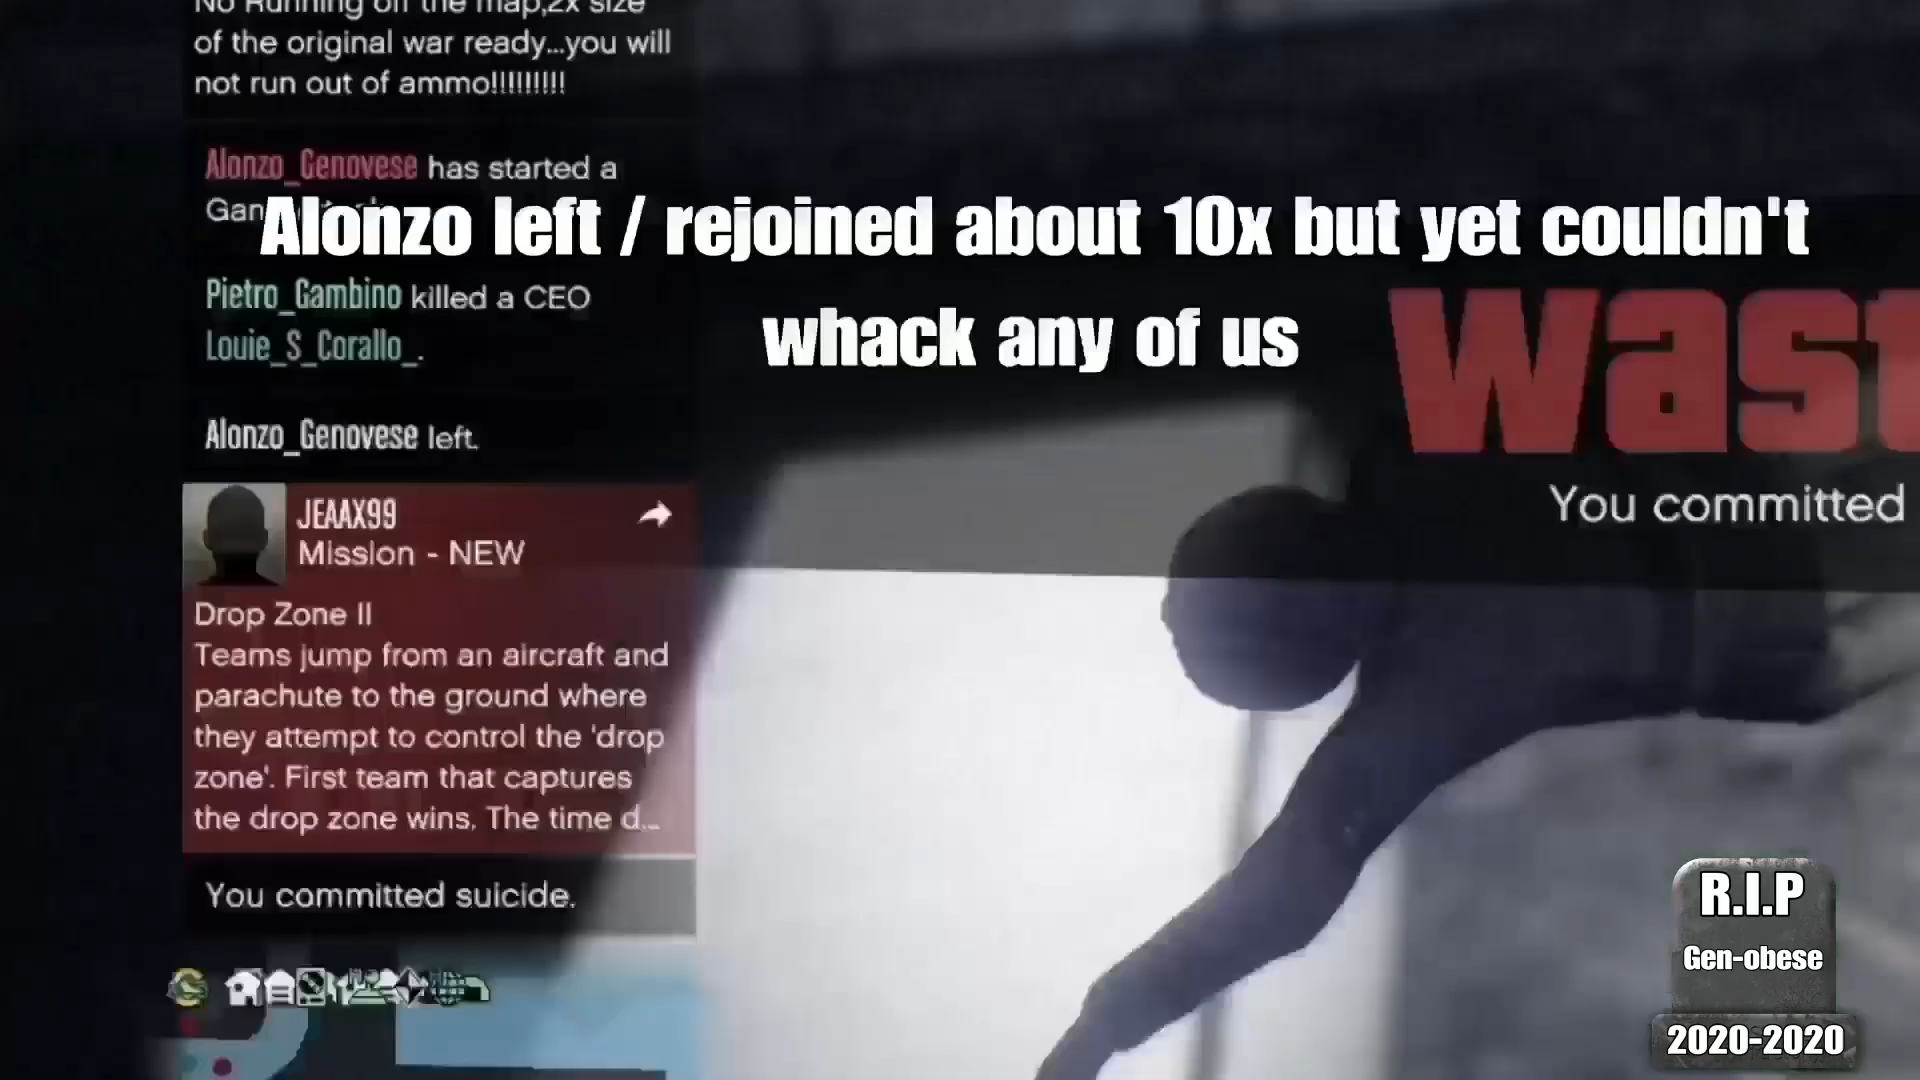 No Running off the map,2x size
of the original war ready...you will
not run out of ammo!!!!!!!!!
Alonzo_Genovese has started a
Alonzo left / rejoined about 10x but yet couldn't
whack any of us
Pietro_Gambino killed a CEO
Louie_S_Corallo_.
Alonzo_Genovese left.
wast
You committed
JEAAX99
Mission - NEW
Drop Zone II
Teams jump from an aircraft and
parachute to the ground where
they attempt to control the 'drop
zone'. First team that captures
the drop zone wins. The time d...
You committed suicide.
R.I.P
Gen-obese
2020-2020